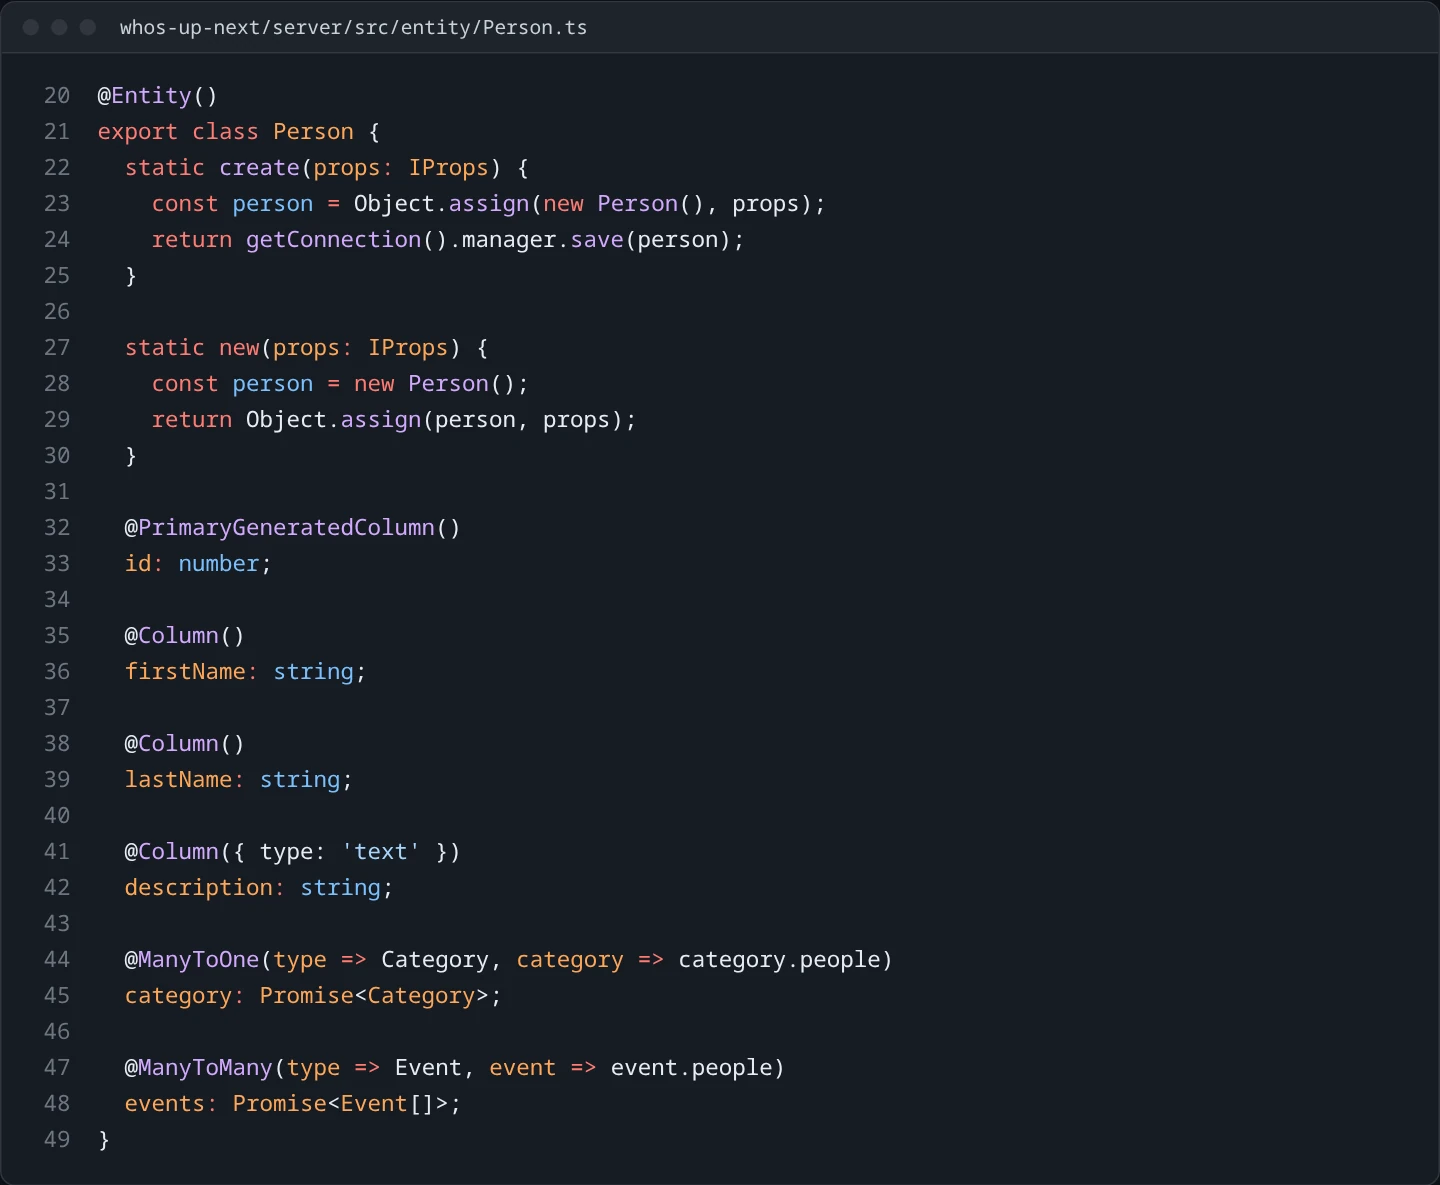 whos-up-next/server/src/entity/Person.ts
20 @Entity()
21 export class Person {
22   static create(props: IProps) {
23     const person = Object.assign(new Person(), props);
24     return getConnection().manager.save(person);
25   }
26
27   static new(props: IProps) {
28     const person = new Person();
29     return Object.assign(person, props);
30   }
31
32   @PrimaryGeneratedColumn()
33   id: number;
34
35   @Column()
36   firstName: string;
37
38   @Column()
39   lastName: string;
40
41   @Column({ type: 'text' })
42   description: string;
43
44   @ManyToOne(type => Category, category => category.people)
45   category: Promise<Category>;
46
47   @ManyToMany(type => Event, event => event.people)
48   events: Promise<Event[]>;
49 }